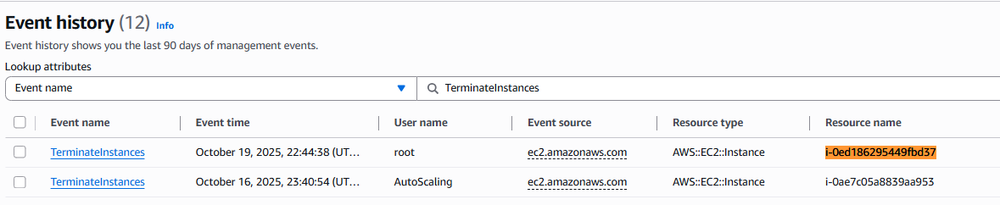 Event history (12) Info
Event history shows you the last 90 days of management events.
Lookup attributes
Event name TerminateInstances
Event name Event time User name Event source Resource type Resource name
TerminateInstances October 19, 2025, 22:44:38 (UT... root ec2.amazonaws.com AWS::EC2::Instance i-0ed186295449fbd37
TerminateInstances October 16, 2025, 23:40:54 (UT... AutoScaling ec2.amazonaws.com AWS::EC2::Instance i-0ae7c05a8839aa953